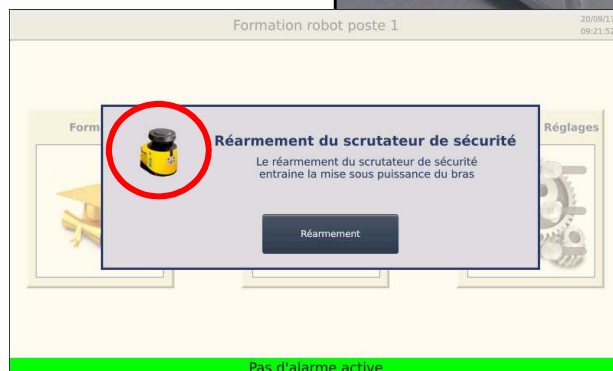 Formation robot poste 1
20/09/17
09:21:52
Form
Réglages
Réarmement du scrutateur de sécurité
Le réarmement du scrutateur de sécurité
entraine la mise sous puissance du bras
Réarmement
Pas d'alarme active